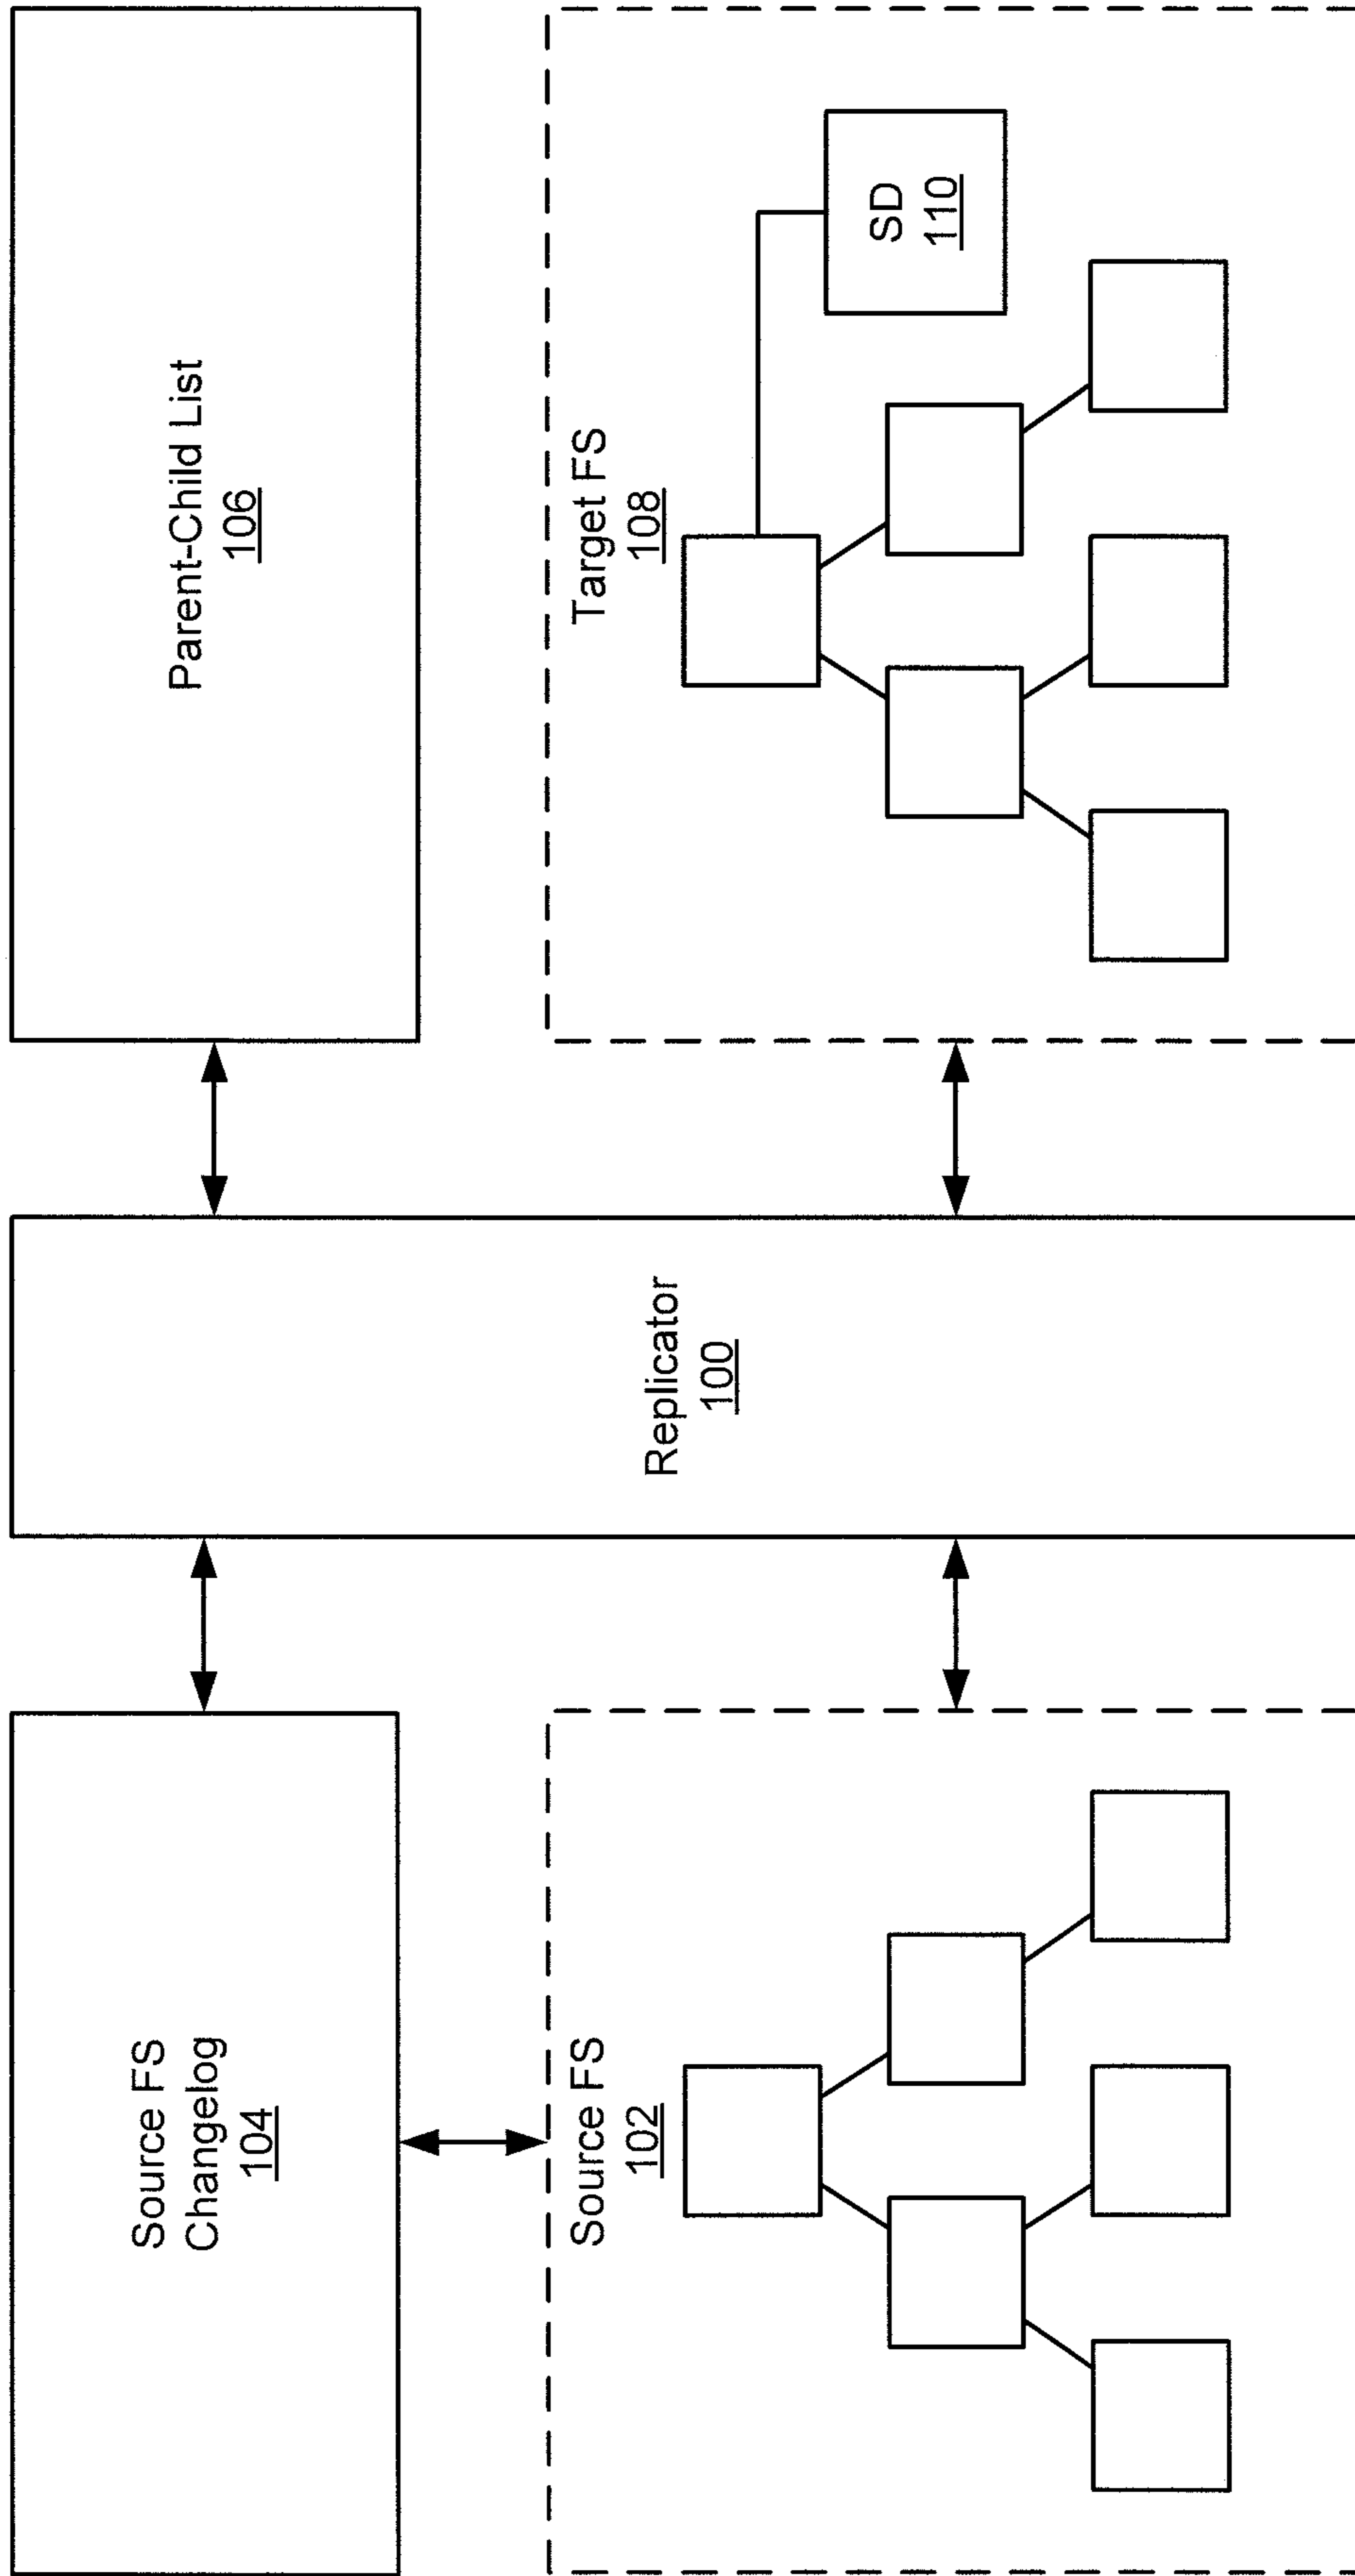 Source FS
Changelog
104
Source FS
102
Replicator
100
Parent-Child List
106
Target FS
108
SD
110